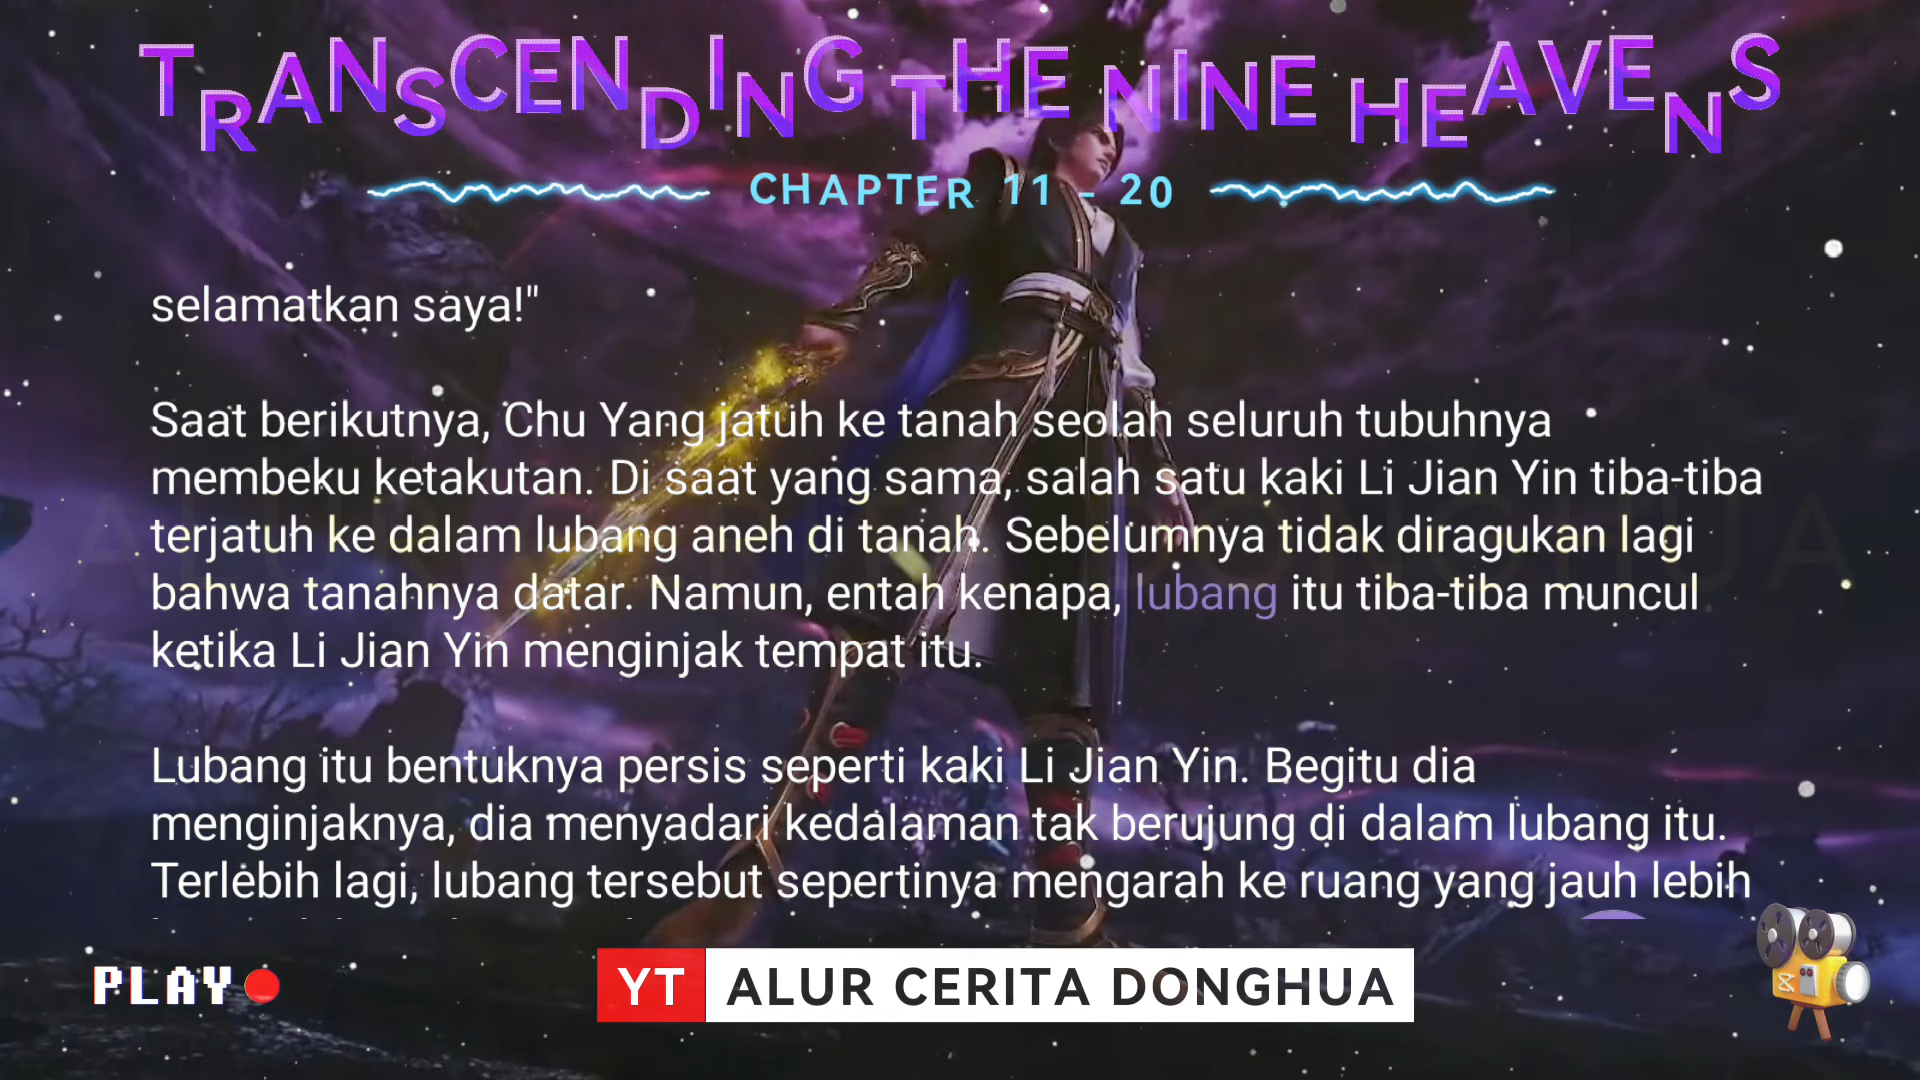 TRANSCENDING THE NINE HEAVENS
CHAPTER 11 - 20
selamatkan saya!"
Saat berikutnya, Chu Yang jatuh ke tanah seolah seluruh tubuhnya
membeku ketakutan. Di saat yang sama, salah satu kaki Li Jian Yin tiba-tiba
terjatuh ke dalam lubang aneh di tanah. Sebelumnya tidak diragukan lagi
bahwa tanahnya datar. Namun, entah kenapa, lubang itu tiba-tiba muncul
ketika Li Jian Yin menginjak tempat itu.
Lubang itu bentuknya persis seperti kaki Li Jian Yin. Begitu dia
menginjaknya, dia menyadari kedalaman tak berujung di dalam lubang itu.
Terlebih lagi, lubang tersebut sepertinya mengarah ke ruang yang jauh lebih
PLAY
YT ALUR CERITA DONGHUA